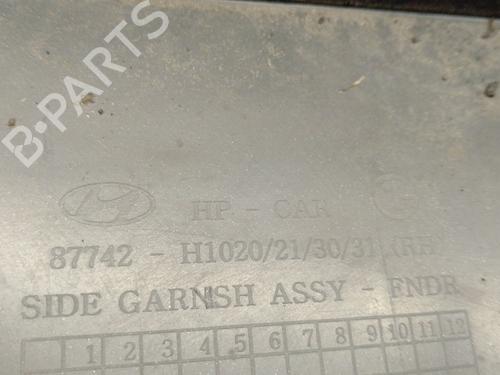 B-PARTS
HP - CAR
87742 - H1020/21/30/31 (RH
SIDE GARNISH ASSY - FNDR
1 2 3 4 5 6 7 8 9 10 11 12